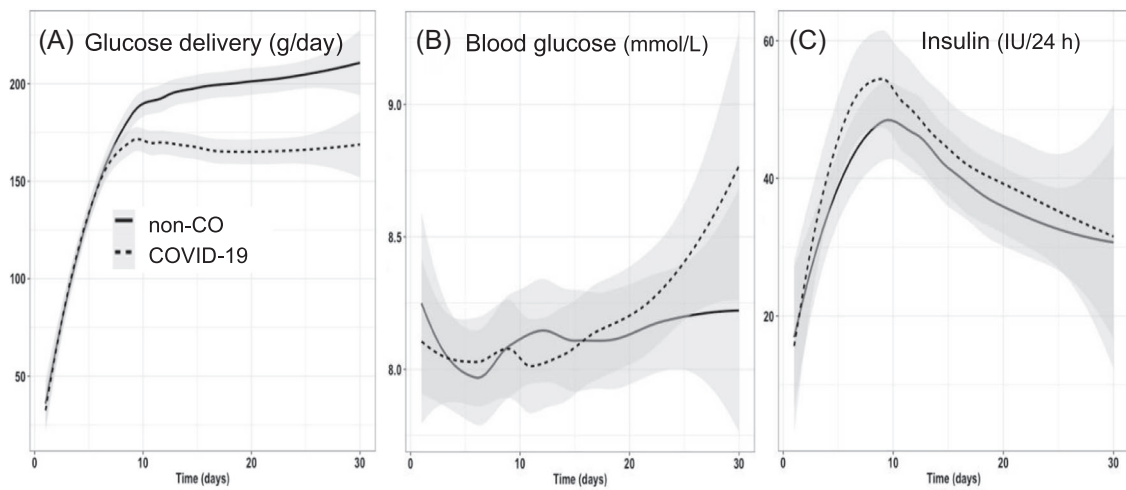 (A) Glucose delivery (g/day)
200
150
100
50
non-CO
COVID-19
0 10 20 30
Time (days)
(B) Blood glucose (mmol/L)
9.0
8.5
8.0
0 10 20 30
Time (days)
(C) Insulin (IU/24 h)
60
40
20
0 10 20 30
Time (days)